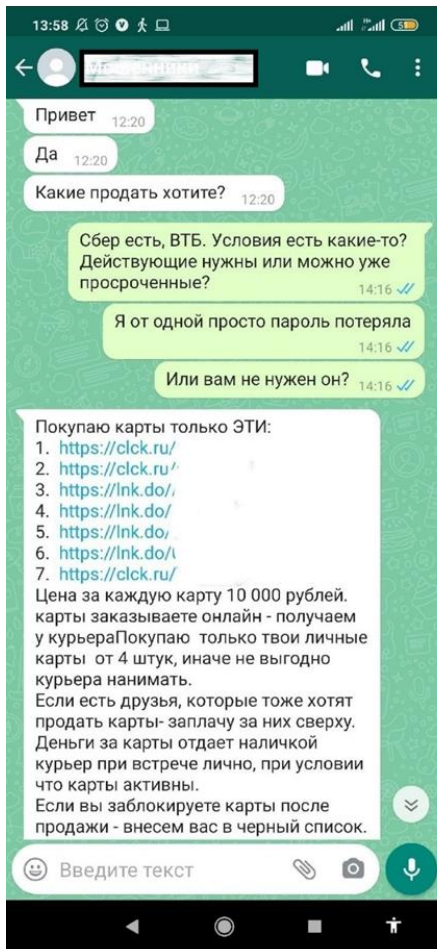 13:58
Мошенники
Привет 12:20
Да 12:20
Какие продать хотите? 12:20
Сбер есть, ВТБ. Условия есть какие-то?
Действующие нужны или можно уже
просроченные?
14:16
Я от одной просто пароль потеряла
14:16
Или вам не нужен он? 14:16
Покупаю карты только ЭТИ:
1. https://clck.ru/
2. https://clck.ru/
3. https://lnk.do/
4. https://lnk.do/
5. https://lnk.do/
6. https://lnk.do/
7. https://clck.ru/
Цена за каждую карту 10 000 рублей.
карты заказываете онлайн - получаем
у курьераПокупаю только твои личные
карты от 4 штук, иначе не выгодно
курьера нанимать.
Если есть друзья, которые тоже хотят
продать карты- заплачу за них сверху.
Деньги за карты отдает наличкой
курьер при встрече лично, при условии
что карты активны.
Если вы заблокируете карты после
продажи - внесем вас в черный список.
Введите текст